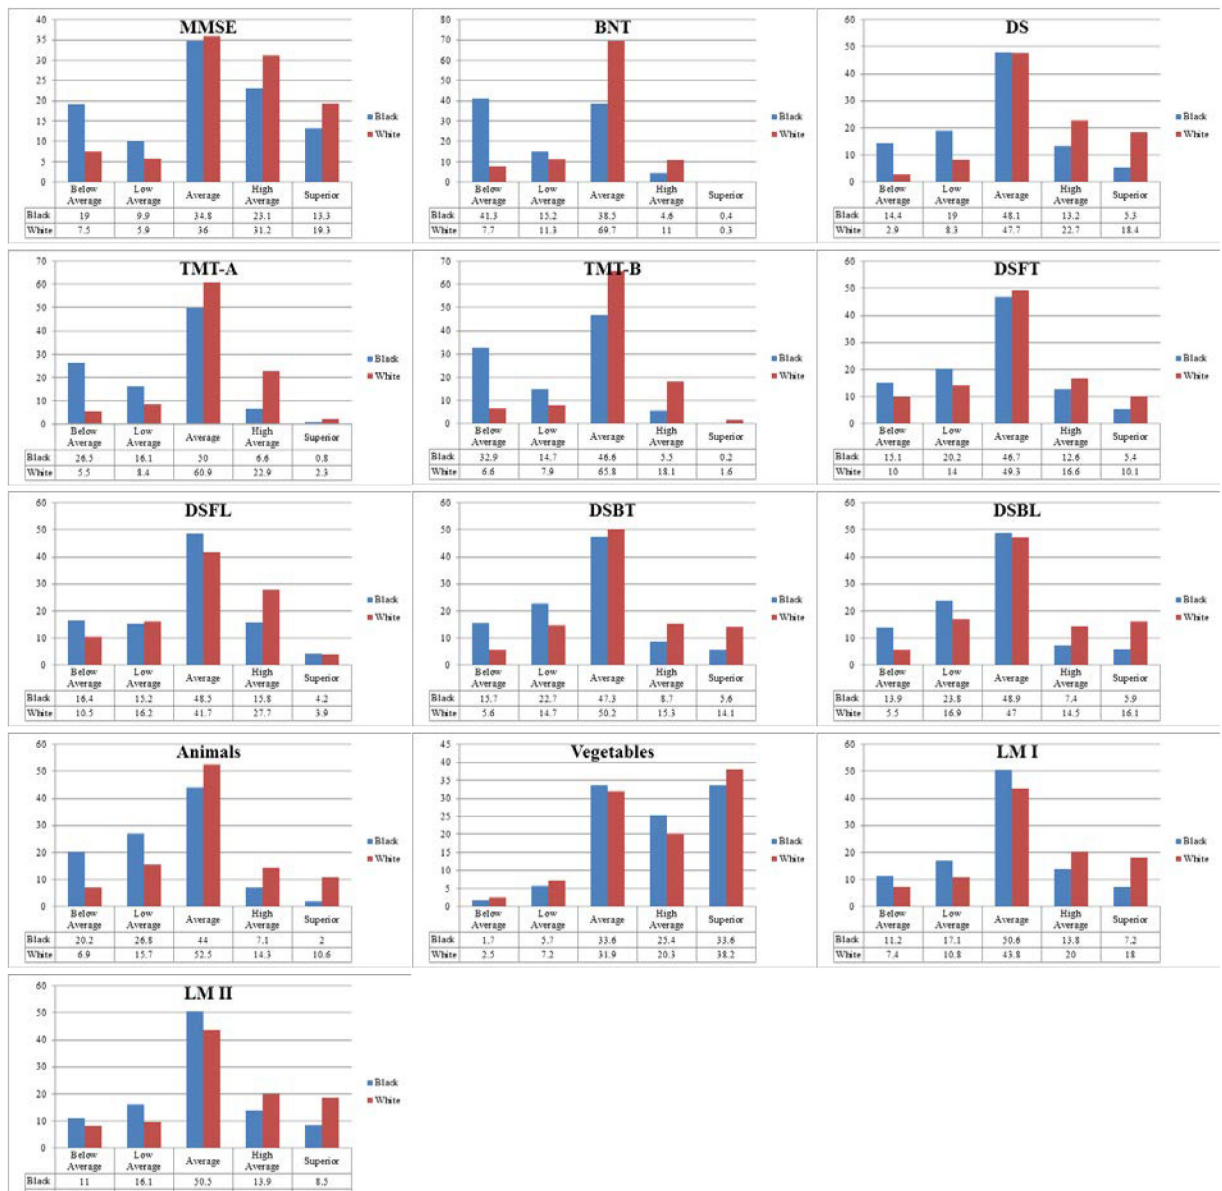 MMSE
40
35
30
25
20
15
10
5
0
Below Average Low Average Average High Average Superior
Black 19 9.9 34.8 23.1 13.3
White 7.5 5.9 36 31.2 19.3
Black
White
BNT
80
70
60
50
40
30
20
10
0
Below Average Low Average Average High Average Superior
Black 41.3 15.2 38.5 4.6 0.4
White 7.7 11.3 69.7 11 0.3
Black
White
DS
60
50
40
30
20
10
0
Below Average Low Average Average High Average Superior
Black 14.4 19 48.1 13.2 5.3
White 2.9 8.3 47.7 22.7 18.4
Black
White
TMT-A
70
60
50
40
30
20
10
0
Below Average Low Average Average High Average Superior
Black 26.5 16.1 50 6.6 0.8
White 5.5 8.4 60.9 22.9 2.3
Black
White
TMT-B
70
60
50
40
30
20
10
0
Below Average Low Average Average High Average Superior
Black 32.9 14.7 46.6 5.5 0.2
White 6.6 7.9 65.8 18.1 1.6
Black
White
DSFT
60
50
40
30
20
10
0
Below Average Low Average Average High Average Superior
Black 15.1 20.2 46.7 12.6 5.4
White 10 14 49.3 16.6 10.1
Black
White
DSFL
60
50
40
30
20
10
0
Below Average Low Average Average High Average Superior
Black 16.4 15.2 48.5 15.8 4.2
White 10.5 16.2 41.7 27.7 3.9
Black
White
DSBT
60
50
40
30
20
10
0
Below Average Low Average Average High Average Superior
Black 15.7 22.7 47.3 8.7 5.6
White 5.6 14.7 50.2 15.3 14.1
Black
White
DSBL
60
50
40
30
20
10
0
Below Average Low Average Average High Average Superior
Black 13.9 23.8 48.9 7.4 5.9
White 5.5 16.9 47 14.5 16.1
Black
White
Animals
60
50
40
30
20
10
0
Below Average Low Average Average High Average Superior
Black 20.2 26.8 44 7.1 2
White 6.9 15.7 52.5 14.3 10.6
Black
White
Vegetables
45
40
35
30
25
20
15
10
5
0
Below Average Low Average Average High Average Superior
Black 1.7 5.7 33.6 25.4 33.6
White 2.5 7.2 31.9 20.3 38.2
Black
White
LM I
60
50
40
30
20
10
0
Below Average Low Average Average High Average Superior
Black 11.2 17.1 50.6 13.8 7.2
White 7.4 10.8 43.8 20 18
Black
White
LM II
60
50
40
30
20
10
0
Below Average Low Average Average High Average Superior
Black 11 16.1 50.5 13.9 8.5
Black
White